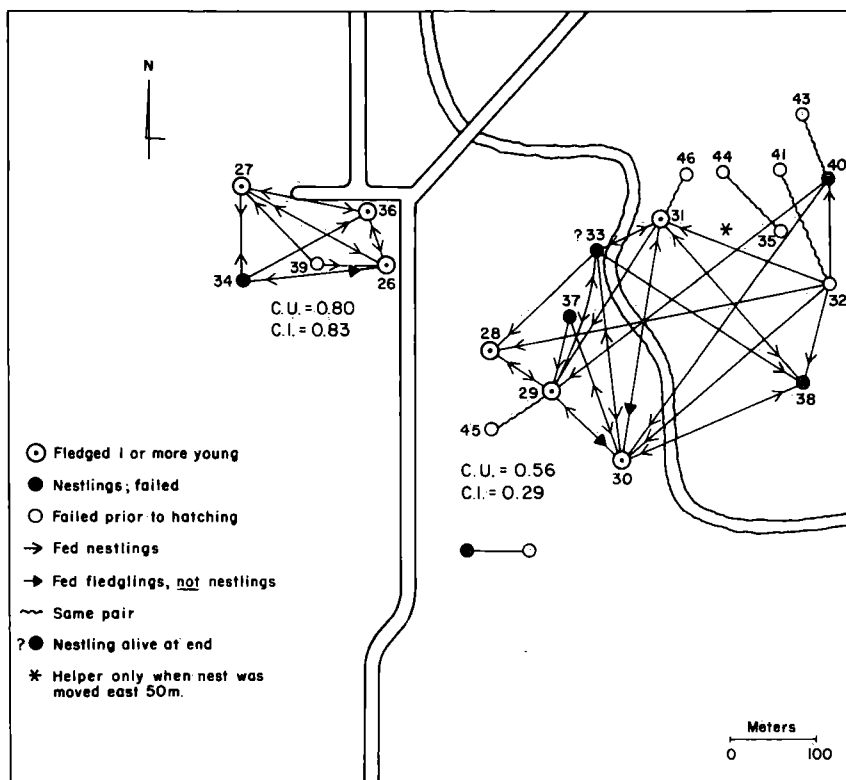 N
43
46
44
41
40
27
36
31
*
35
? 33
39
34
26
32
37
C.U. = 0.80
C.I. = 0.83
28
29
38
45
C.U. = 0.56
C.I. = 0.29
30
Fledged 1 or more young
Nestlings; failed
Failed prior to hatching
Fed nestlings
Fed fledglings, not nestlings
Same pair
? Nestling alive at end
* Helper only when nest was
moved east 50m.
Meters
0 100